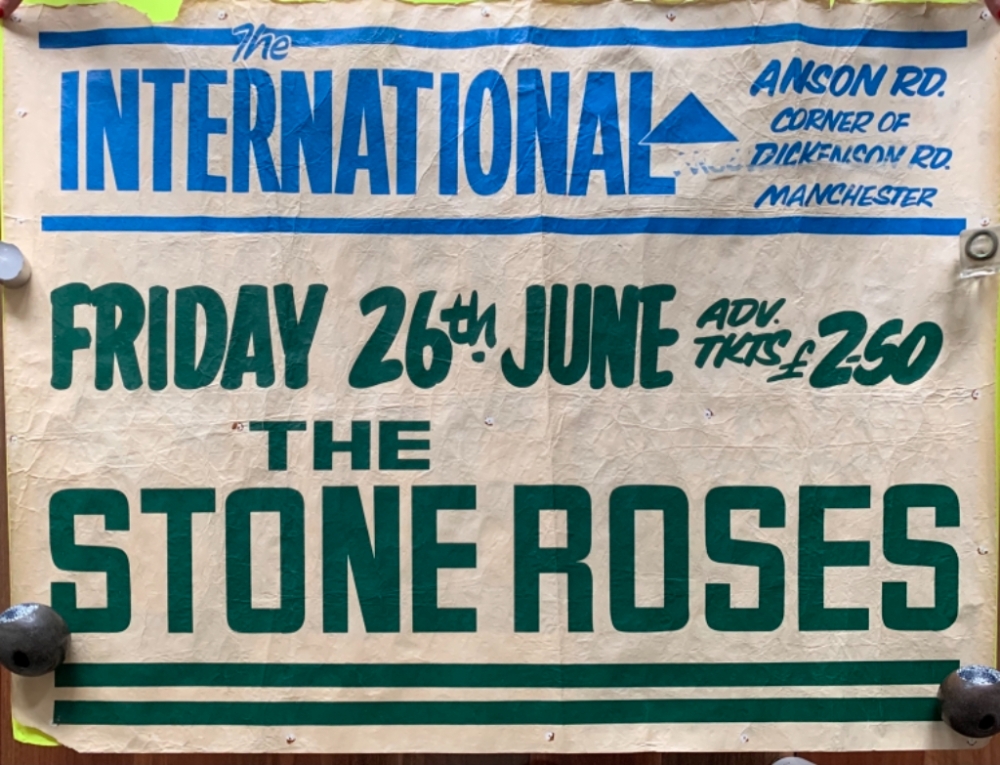 The
INTERNATIONAL
ANSON RD.
CORNER OF
DICKENSON RD.
MANCHESTER
FRIDAY 26th. JUNE
ADV.
TKTS £2-50
THE
STONE ROSES